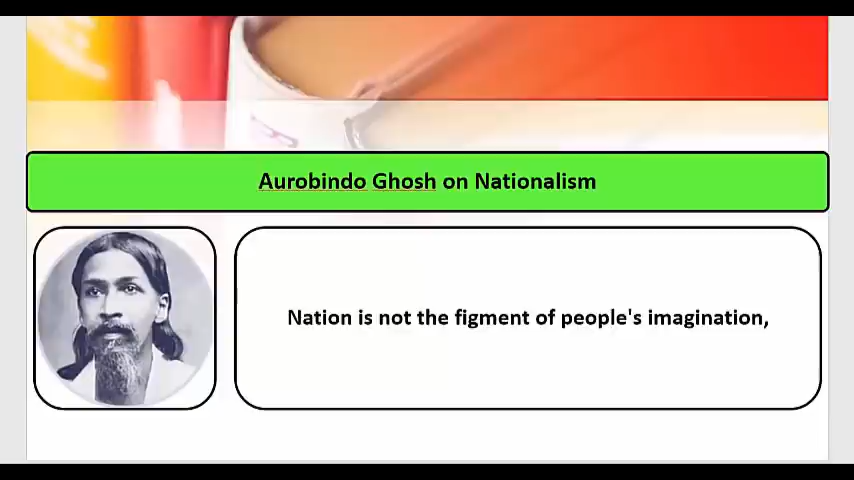 Aurobindo Ghosh on Nationalism
Nation is not the figment of people's imagination,